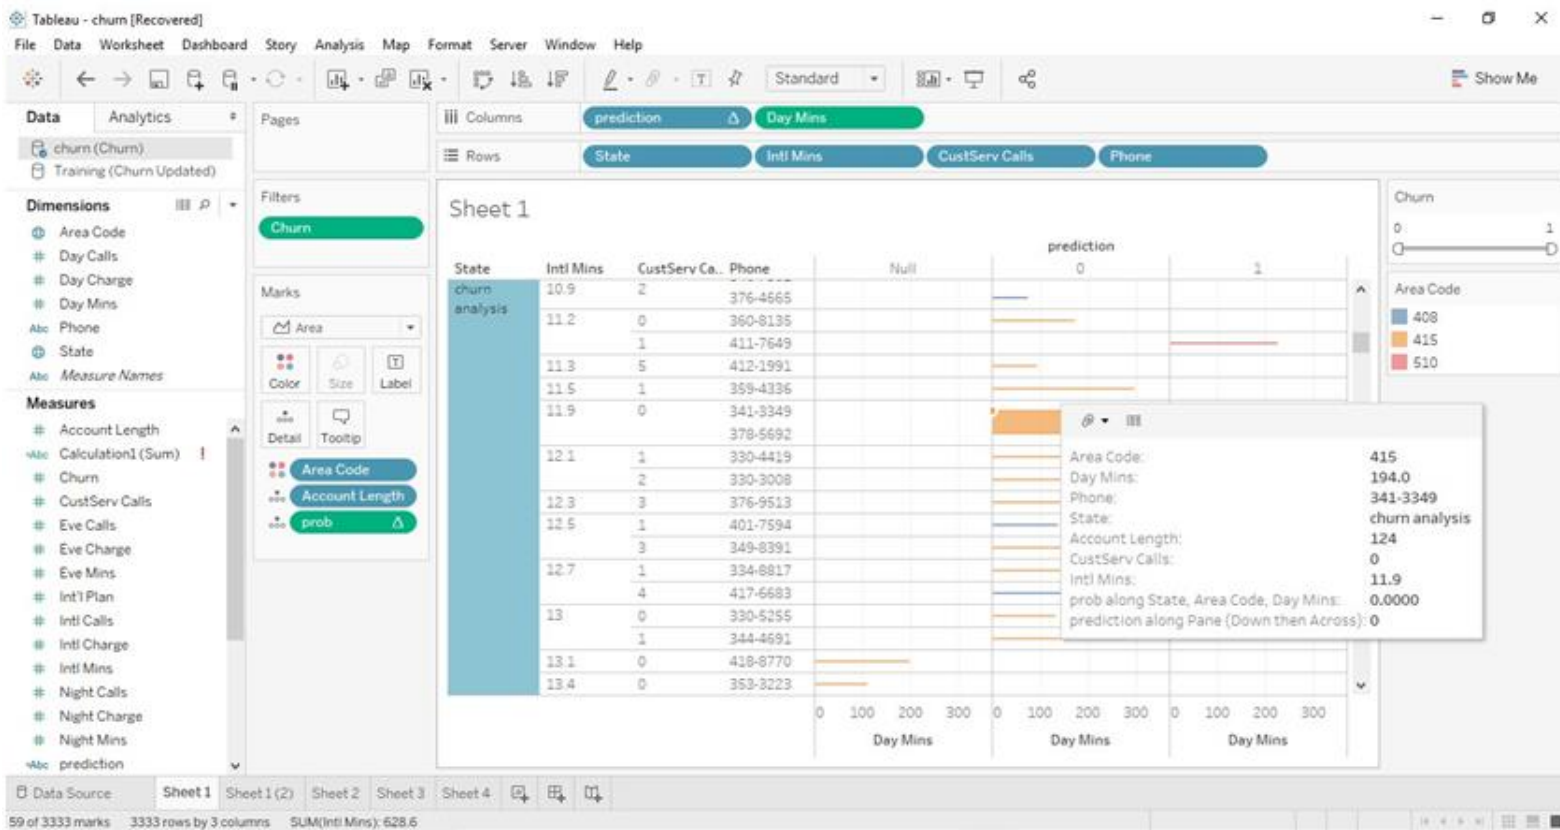 Tableau - churn [Recovered]
File Data Worksheet Dashboard Story Analysis Map Format Server Window Help
Standard
Show Me
Data Analytics
churn (Churn)
Training (Churn Updated)
Dimensions
Area Code
Day Calls
Day Charge
Day Mins
Abc Phone
State
Abc Measure Names
Measures
Account Length
Abc Calculation1 (Sum) !
Churn
CustServ Calls
Eve Calls
Eve Charge
Eve Mins
Int'l Plan
Intl Calls
Intl Charge
Intl Mins
Night Calls
Night Charge
Night Mins
Abc prediction
Pages
Filters
Churn
Marks
Area
Color Size Label
Detail Tooltip
Area Code
Account Length
prob Δ
Columns prediction Δ Day Mins
Rows State Intl Mins CustServ Calls Phone
Sheet 1
prediction
State Intl Mins CustServ Ca.. Phone Null 0 1
churn analysis
10.9 2 376-4665
11.2 0 360-8135
1 411-7649
11.3 5 412-1991
11.5 1 359-4336
11.9 0 341-3349
378-5692
12.1 1 330-4419
2 330-3008
12.3 3 376-9513
12.5 1 401-7594
3 349-8391
12.7 1 334-8817
4 417-6683
13 0 330-5255
1 344-4691
13.1 0 418-8770
13.4 0 353-3223
0 100 200 300 0 100 200 300 0 100 200 300
Day Mins Day Mins Day Mins
Area Code: 415
Day Mins: 194.0
Phone: 341-3349
State: churn analysis
Account Length: 124
CustServ Calls: 0
Intl Mins: 11.9
prob along State, Area Code, Day Mins: 0.0000
prediction along Pane (Down then Across): 0
Churn
0 1
Area Code
408
415
510
Data Source Sheet 1 Sheet 1 (2) Sheet 2 Sheet 3 Sheet 4
59 of 3333 marks 3333 rows by 3 columns SUM(Intl Mins): 628.6